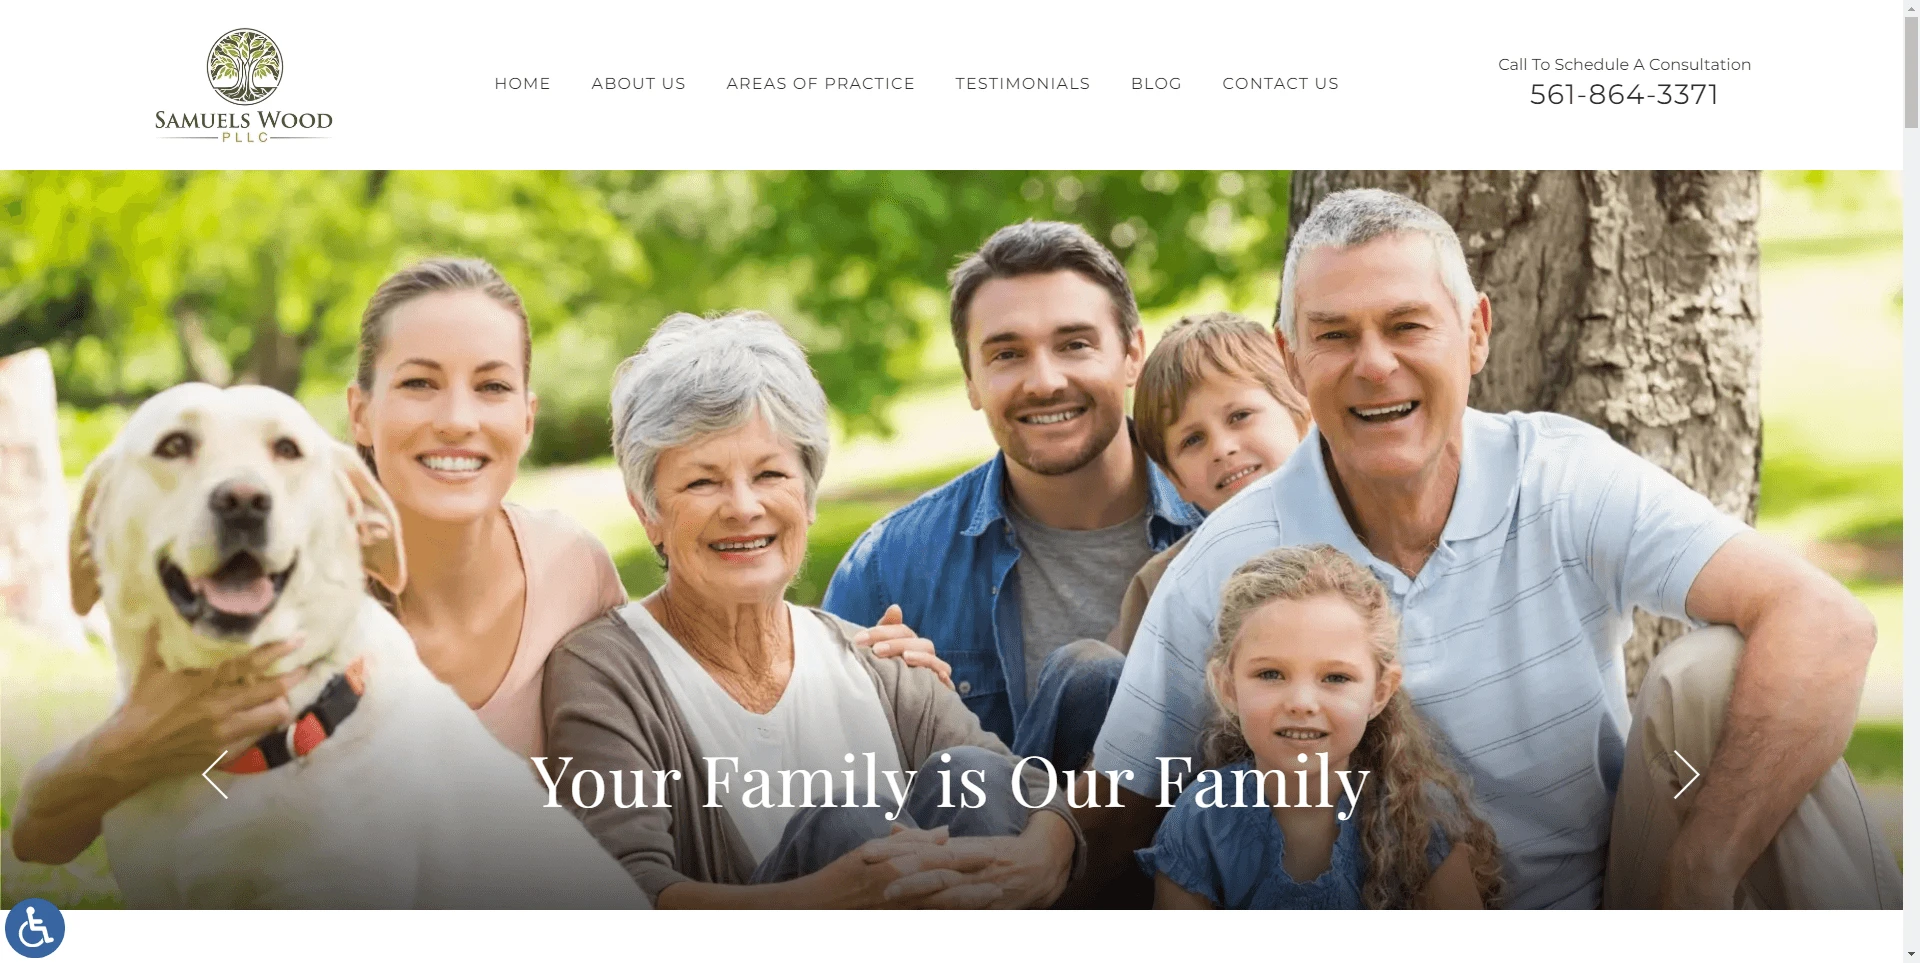 SAMUELS WOOD
PLLC
HOME
ABOUT US
AREAS OF PRACTICE
TESTIMONIALS
BLOG
CONTACT US
Call To Schedule A Consultation
561-864-3371
Your Family is Our Family